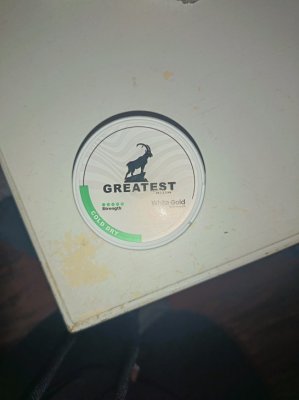 GREATEST
Strength
White Gold
COLD DRY